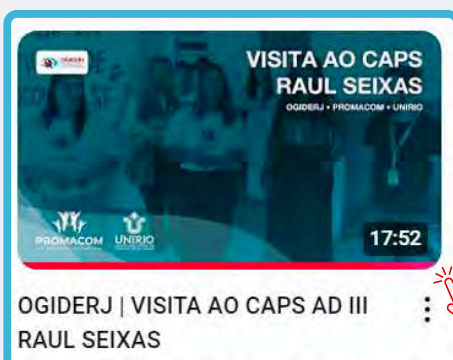 OGIDERJ
VISITA AO CAPS
RAUL SEIXAS
OGIDERJ • PROMACOM • UNIRIO
PROMACOM
UNIRIO
17:52
OGIDERJ | VISITA AO CAPS AD III
RAUL SEIXAS